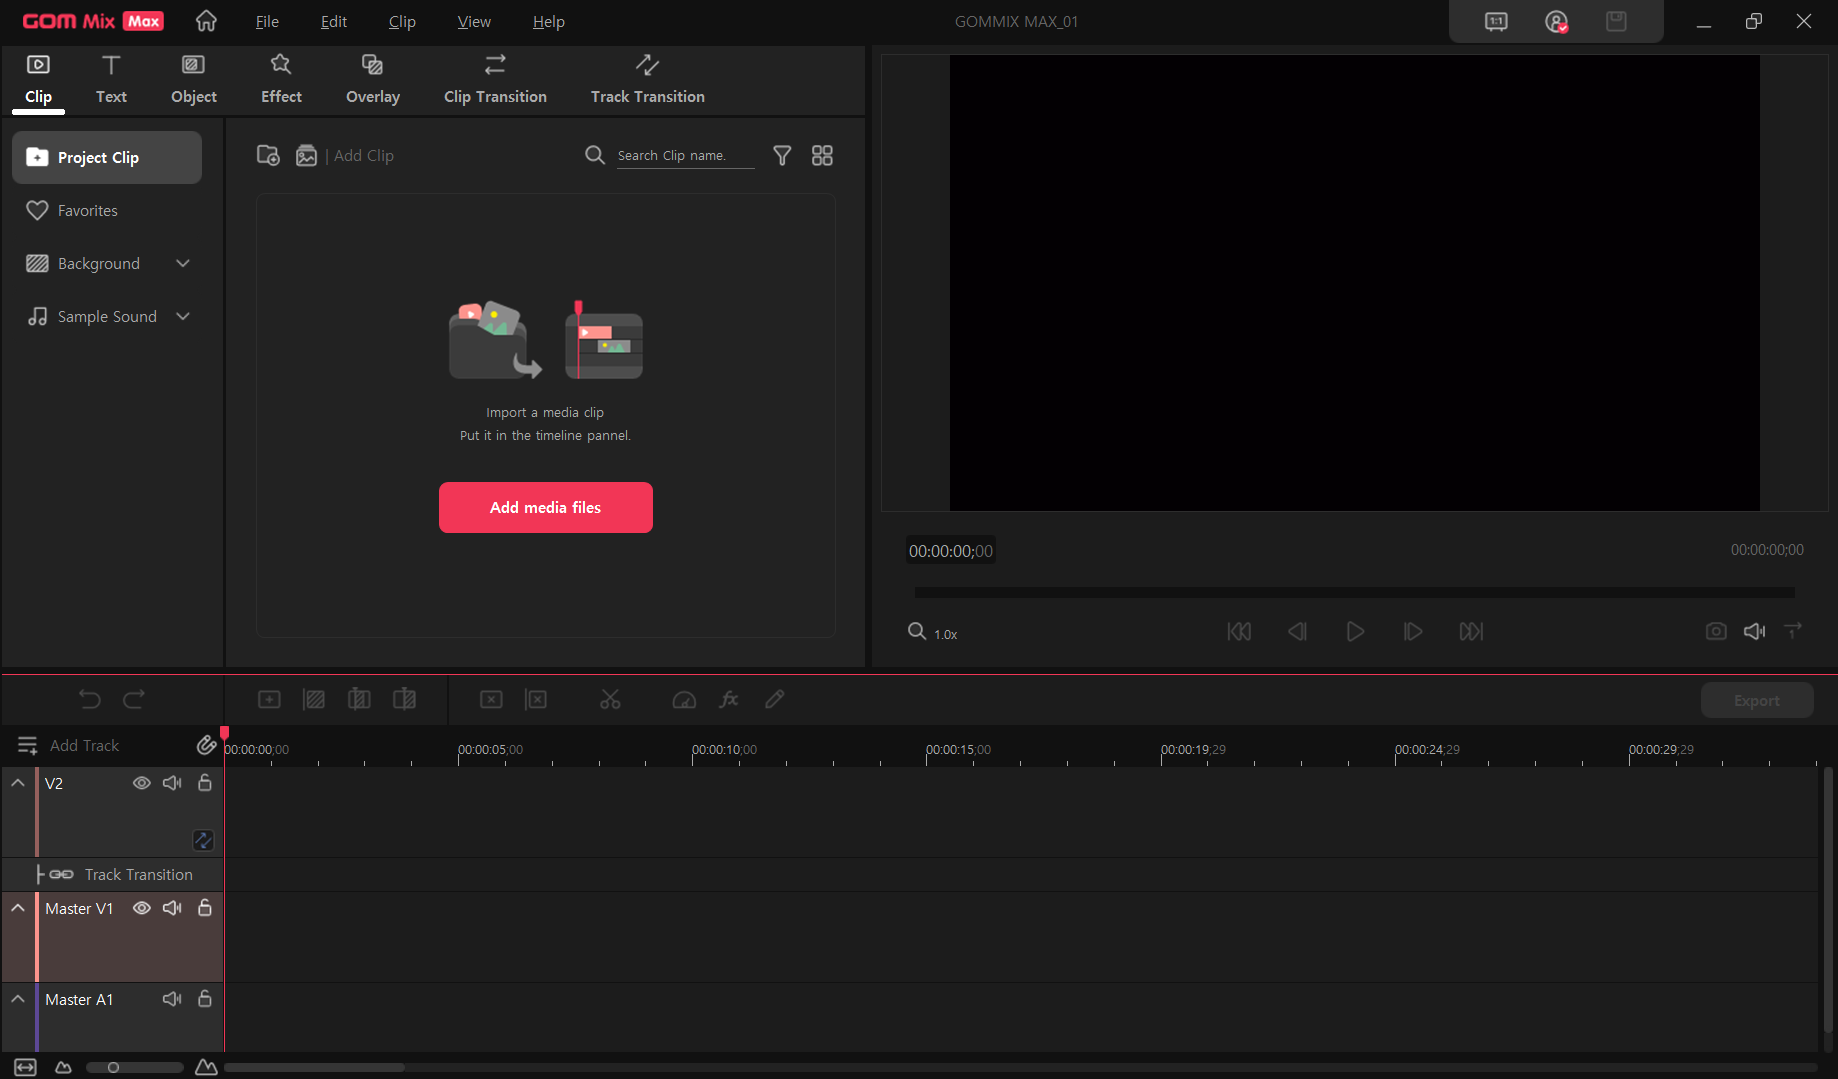 GOM Mix Max
File Edit Clip View Help
GOMMIX MAX_01
1:1
Clip Text Object Effect Overlay Clip Transition Track Transition
Project Clip
Favorites
Background
Sample Sound
| Add Clip
Search Clip name.
Import a media clip
Put it in the timeline pannel.
Add media files
00:00:00;00
00:00:00;00
1.0x
1
fx
Export
Add Track
00:00:00;00 00:00:05;00 00:00:10;00 00:00:15;00 00:00:19;29 00:00:24;29 00:00:29;29
V2
Track Transition
Master V1
Master A1